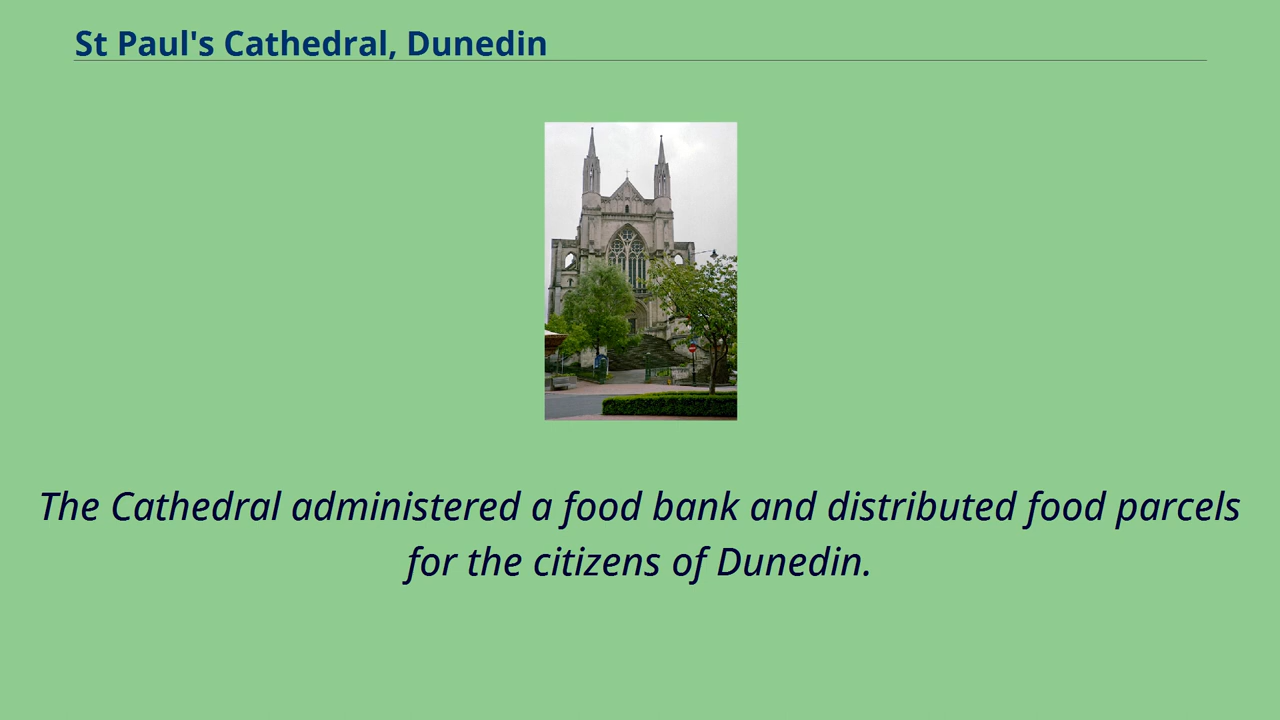 St Paul's Cathedral, Dunedin
The Cathedral administered a food bank and distributed food parcels
for the citizens of Dunedin.